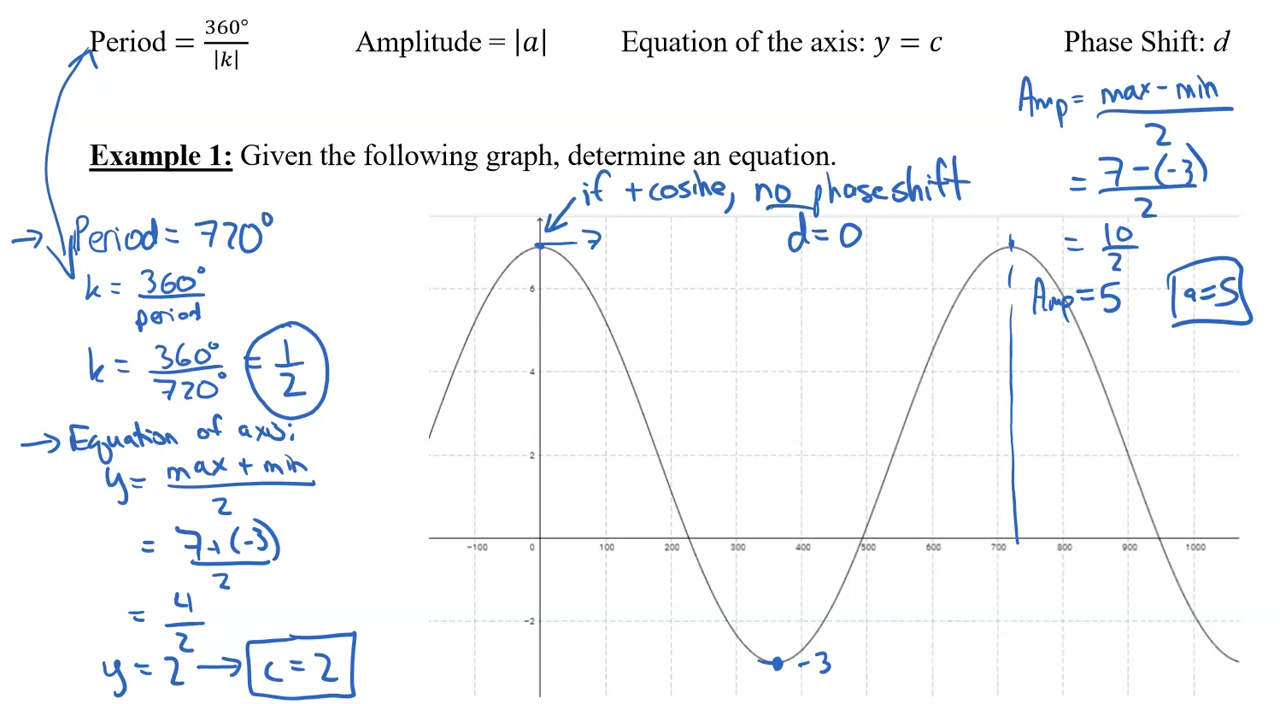 Period = 360°/|k|    Amplitude = |a|    Equation of the axis: y = c    Phase Shift: d
Amp = max - min / 2
Example 1: Given the following graph, determine an equation.
= 7 - (-3) / 2
if + cosine, no phase shift
d = 0
= 10/2
Amp = 5    a = 5
→ Period = 720°
k = 360° / period
k = 360° / 720° = 1/2
→ Equation of axis:
y = max + min / 2
= 7 + (-3) / 2
= 4/2
y = 2 → c = 2
7
6
4
2
-100 0 100 200 300 400 500 600 700 800 900 1000
-2
-3